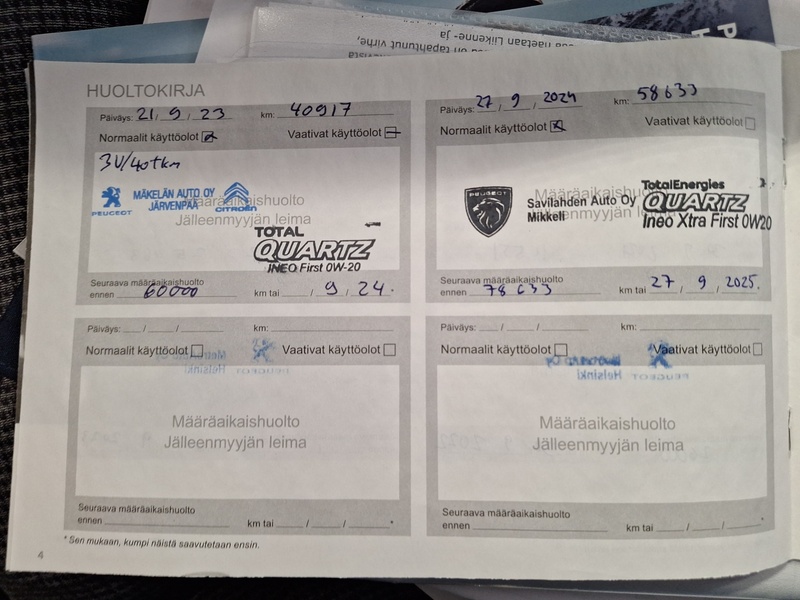 HUOLTOKIRJA
Päiväys: 21 / 9 / 23 km: 40917
Normaalit käyttöolot Vaativat käyttöolot
3V/40tkm
PEUGEOT
MÄKELÄN AUTO OY
JÄRVENPÄÄ
CITROËN
Määräaikaishuolto
Jälleenmyyjän leima
TOTAL
QUARTZ
INEO First 0W-20
Seuraava määräaikaishuolto
ennen 60000 km tai / 9 / 24.
Päiväys: 27 / 9 / 2024 km: 58633
Normaalit käyttöolot Vaativat käyttöolot
PEUGEOT
Savilahden Auto Oy
Mikkeli
Määräaikaishuolto
Jälleenmyyjän leima
TotalEnergies
QUARTZ
Ineo Xtra First 0W20
Seuraava määräaikaishuolto
ennen 78633 km tai 27 / 9 / 2025.
Päiväys: / / km:
Normaalit käyttöolot Vaativat käyttöolot
Määräaikaishuolto
Jälleenmyyjän leima
Seuraava määräaikaishuolto
ennen km tai / / *
Päiväys: / / km:
Normaalit käyttöolot Vaativat käyttöolot
Helsinki
PEUGEOT
Määräaikaishuolto
Jälleenmyyjän leima
Seuraava määräaikaishuolto
ennen km tai / / *
* Sen mukaan, kumpi näistä saavutetaan ensin.
4